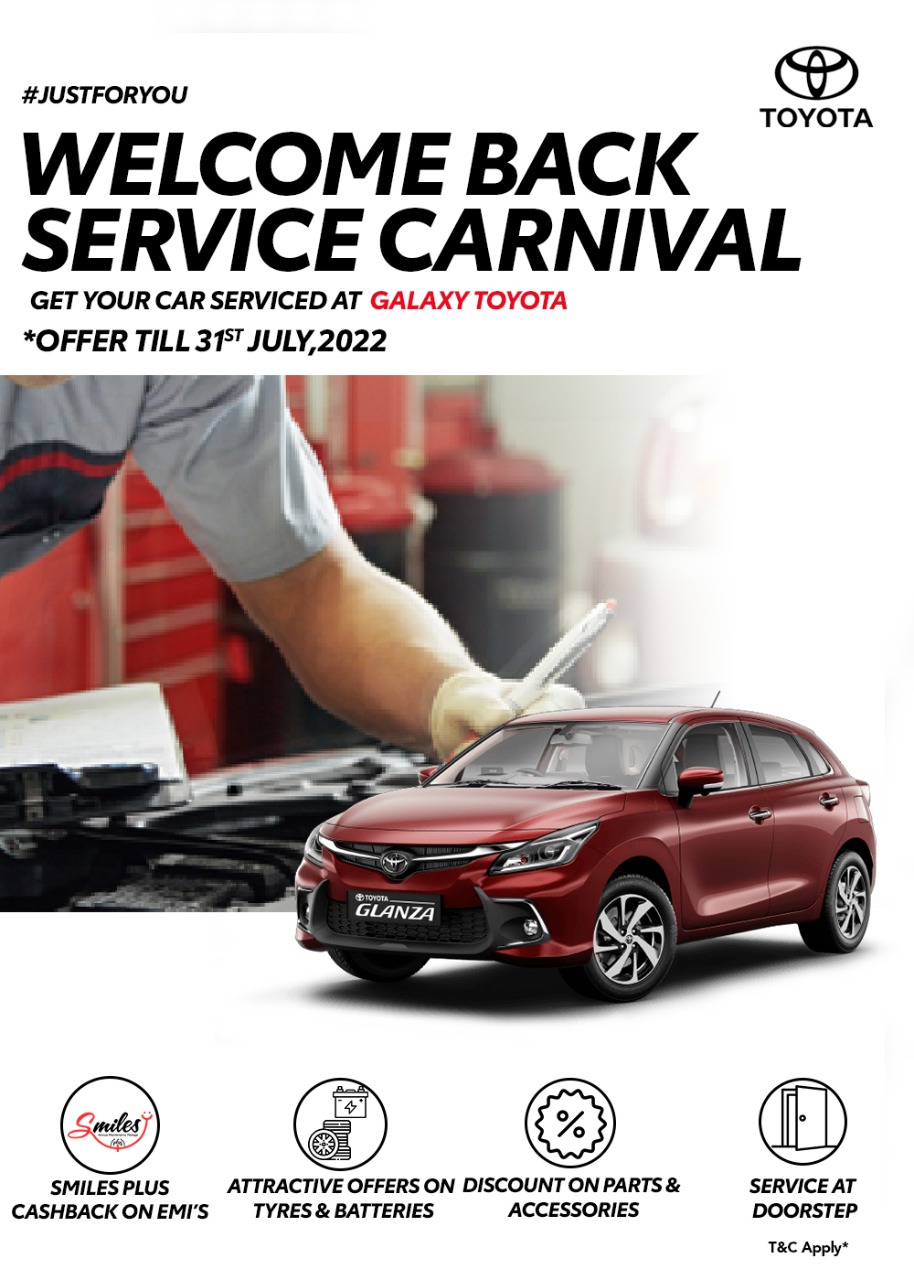 #JUSTFORYOU
TOYOTA
WELCOME BACK
SERVICE CARNIVAL
GET YOUR CAR SERVICED AT GALAXY TOYOTA
*OFFER TILL 31ST JULY,2022
TOYOTA
GLANZA
Smiles
SMILES PLUS
CASHBACK ON EMI'S
ATTRACTIVE OFFERS ON
TYRES & BATTERIES
DISCOUNT ON PARTS &
ACCESSORIES
SERVICE AT
DOORSTEP
T&C Apply*